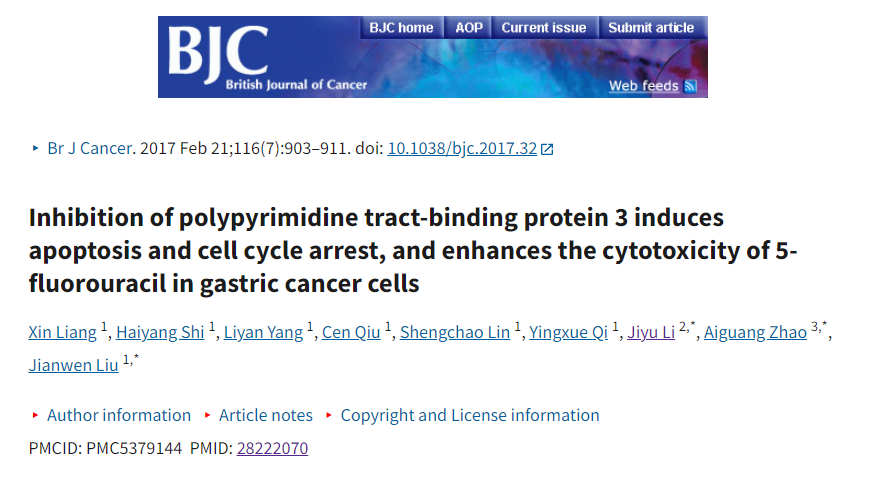 BJC home AOP Current issue Submit article
BJC
British Journal of Cancer
Web feeds
Br J Cancer. 2017 Feb 21;116(7):903–911. doi: 10.1038/bjc.2017.32
Inhibition of polypyrimidine tract-binding protein 3 induces
apoptosis and cell cycle arrest, and enhances the cytotoxicity of 5-
fluorouracil in gastric cancer cells
Xin Liang 1, Haiyang Shi 1, Liyan Yang 1, Cen Qiu 1, Shengchao Lin 1, Yingxue Qi 1, Jiyu Li 2,*, Aiguang Zhao 3,*,
Jianwen Liu 1,*
Author information Article notes Copyright and License information
PMCID: PMC5379144 PMID: 28222070